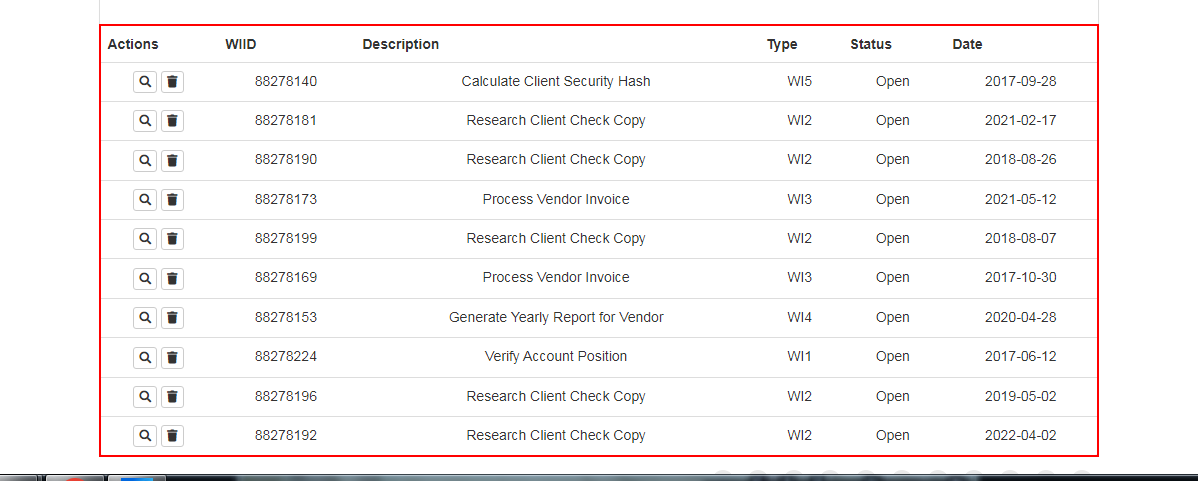 Actions WIID Description Type Status Date
88278140 Calculate Client Security Hash WI5 Open 2017-09-28
88278181 Research Client Check Copy WI2 Open 2021-02-17
88278190 Research Client Check Copy WI2 Open 2018-08-26
88278173 Process Vendor Invoice WI3 Open 2021-05-12
88278199 Research Client Check Copy WI2 Open 2018-08-07
88278169 Process Vendor Invoice WI3 Open 2017-10-30
88278153 Generate Yearly Report for Vendor WI4 Open 2020-04-28
88278224 Verify Account Position WI1 Open 2017-06-12
88278196 Research Client Check Copy WI2 Open 2019-05-02
88278192 Research Client Check Copy WI2 Open 2022-04-02